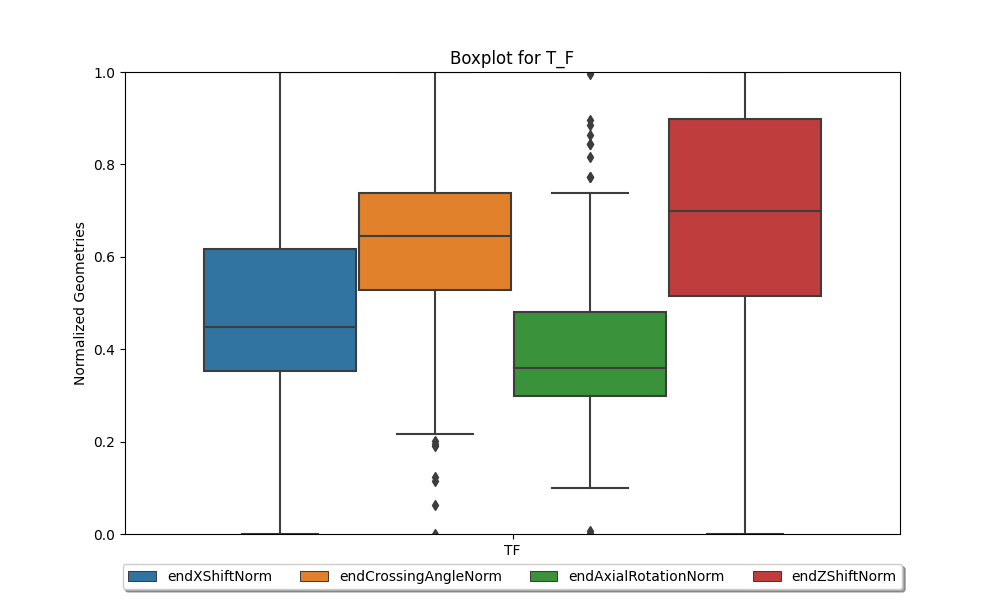 Boxplot for T_F
1.0
0.8
0.6
0.4
0.2
0.0
Normalized Geometries
TF
endXShiftNorm endCrossingAngleNorm endAxialRotationNorm endZShiftNorm